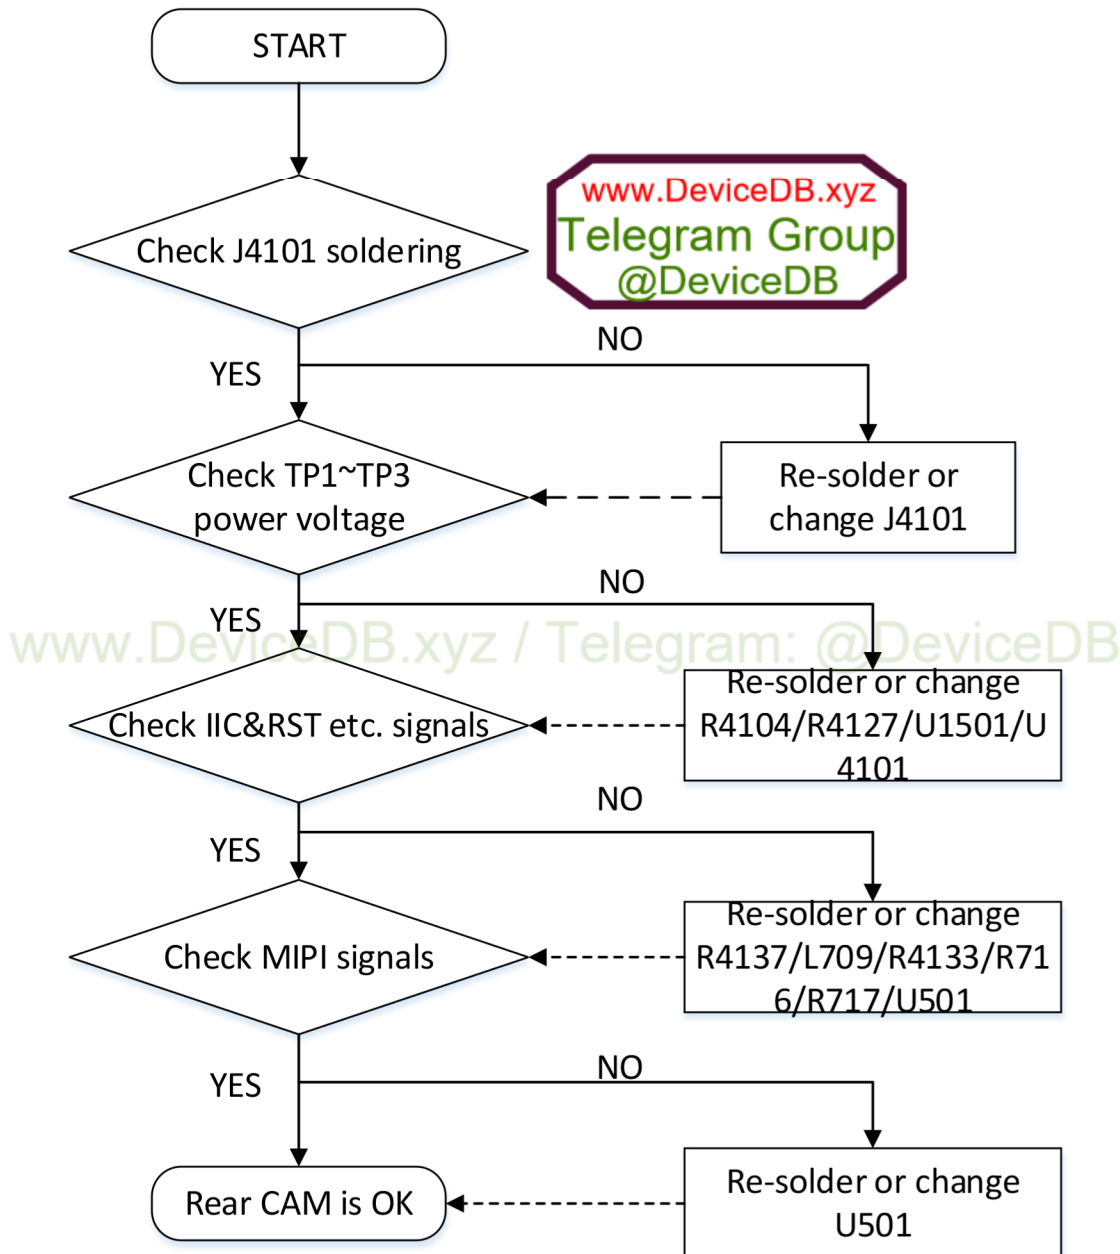 START
www.DeviceDB.xyz
Telegram Group
@DeviceDB
Check J4101 soldering
NO
YES
Check TP1~TP3
power voltage
Re-solder or
change J4101
NO
YES
www.DeviceDB.xyz / Telegram: @DeviceDB
Check IIC&RST etc. signals
Re-solder or change
R4104/R4127/U1501/U
4101
NO
YES
Check MIPI signals
Re-solder or change
R4137/L709/R4133/R71
6/R717/U501
NO
YES
Rear CAM is OK
Re-solder or change
U501